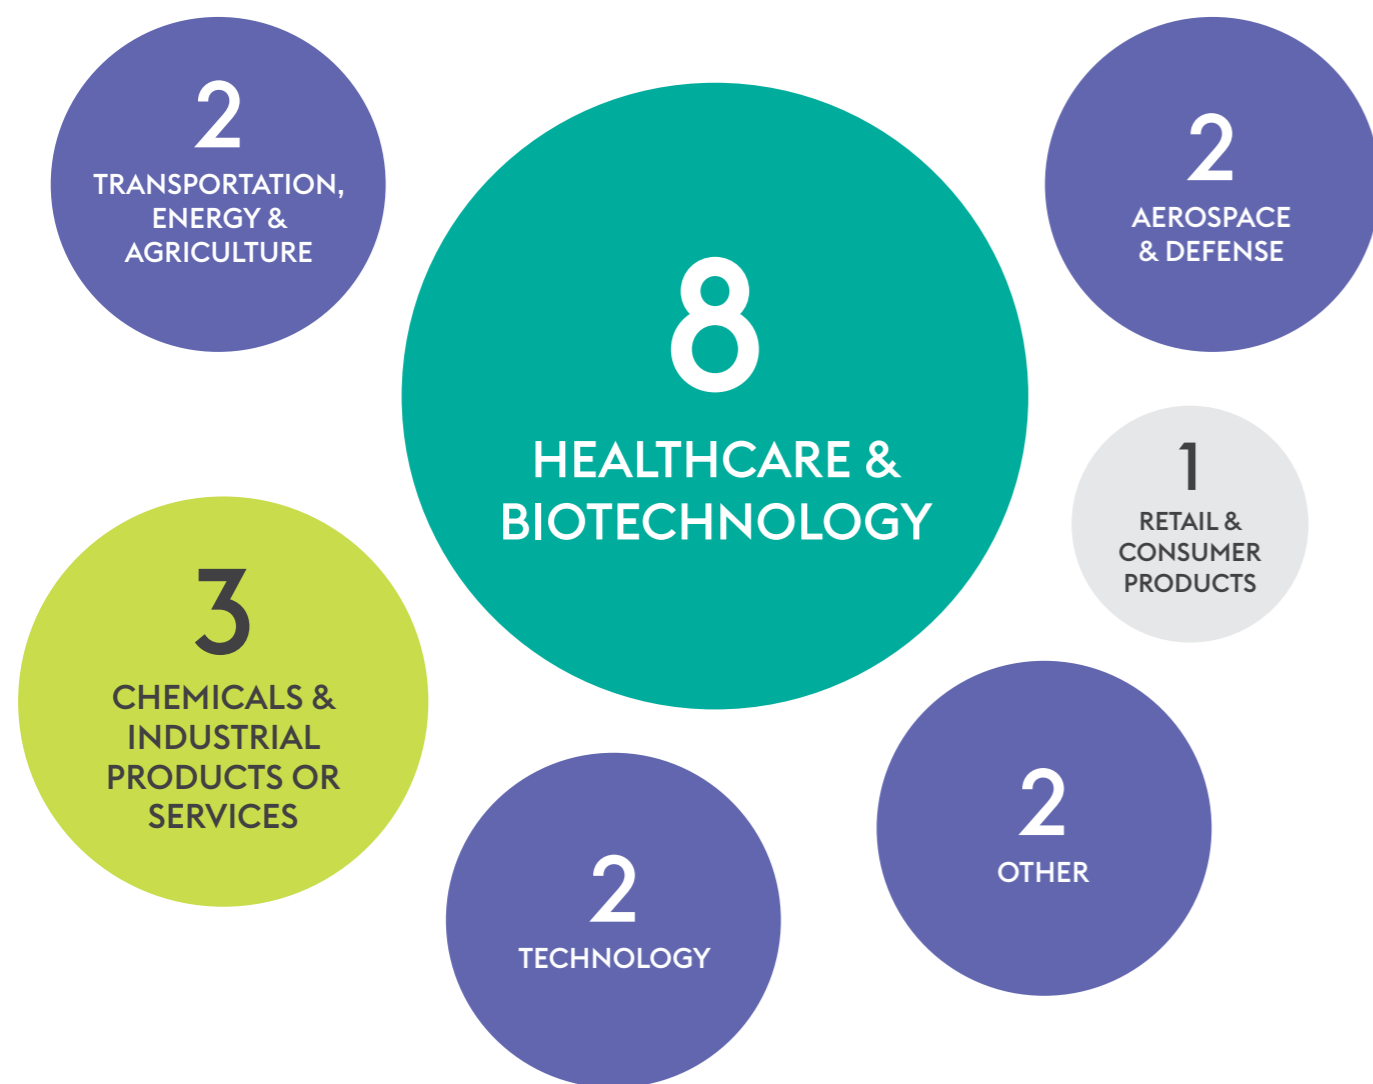 2
TRANSPORTATION,
ENERGY &
AGRICULTURE
8
HEALTHCARE &
BIOTECHNOLOGY
2
AEROSPACE
& DEFENSE
1
RETAIL &
CONSUMER
PRODUCTS
3
CHEMICALS &
INDUSTRIAL
PRODUCTS OR
SERVICES
2
TECHNOLOGY
2
OTHER